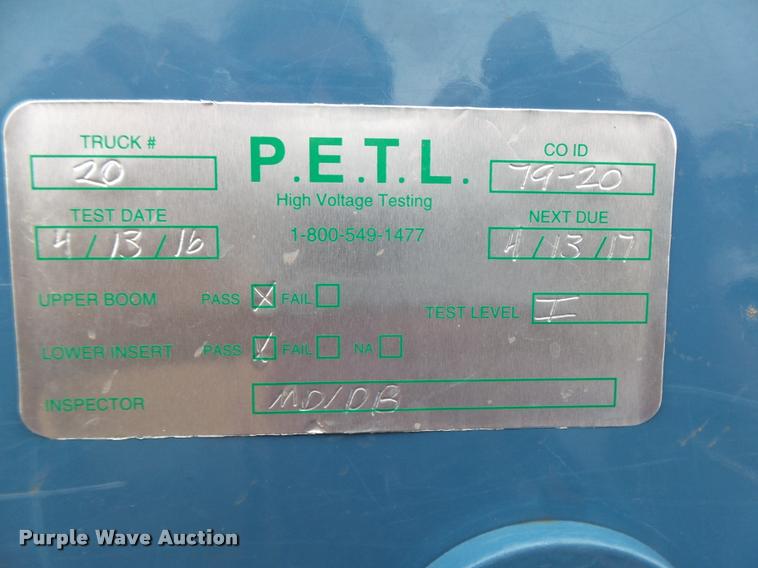 TRUCK # P.E.T.L. CO ID
20 79-20
High Voltage Testing
TEST DATE NEXT DUE
4/13/16 1-800-549-1477 4/13/17
UPPER BOOM PASS X FAIL TEST LEVEL I
LOWER INSERT PASS FAIL NA
INSPECTOR MD/DB
Purple Wave Auction